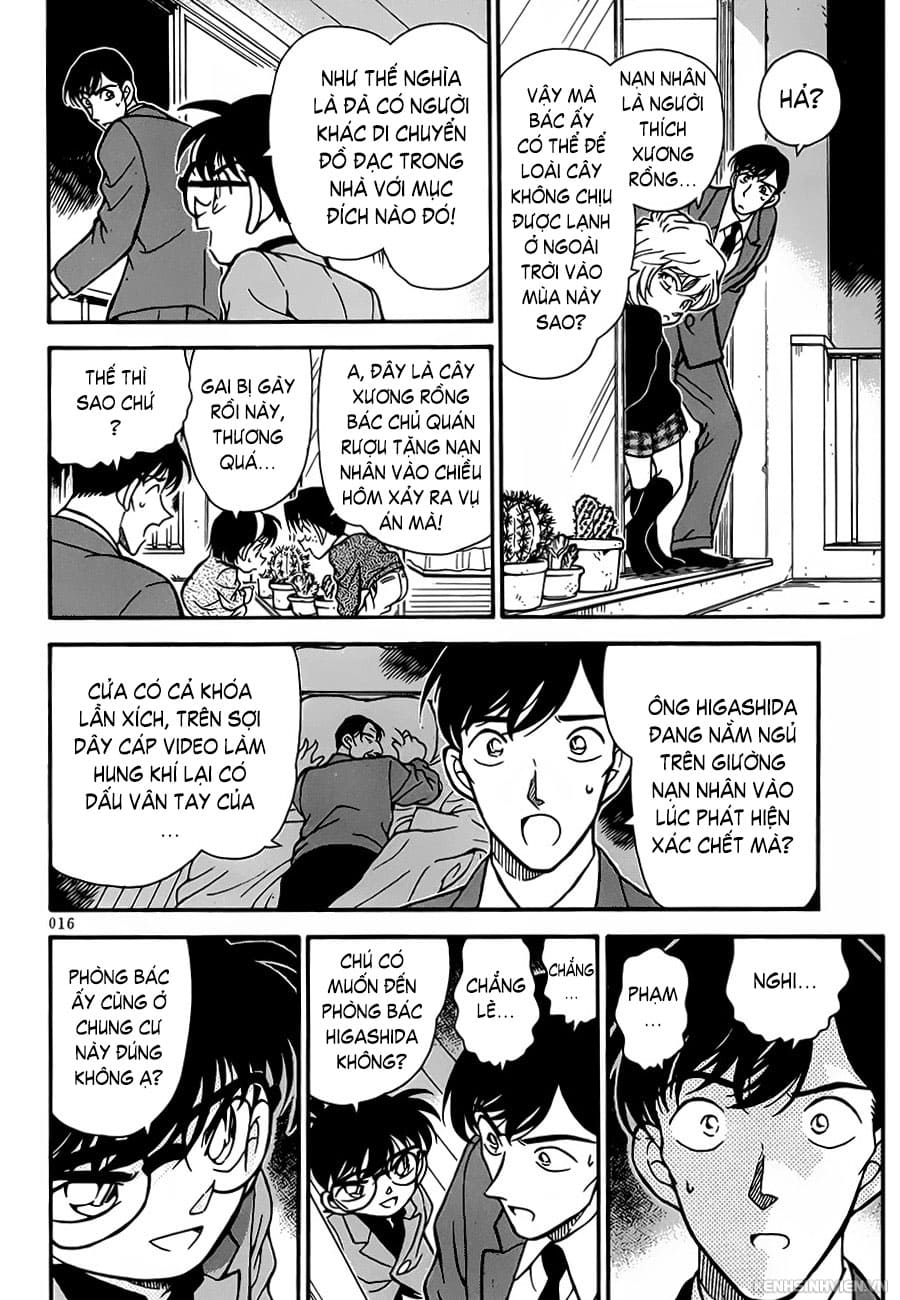 HẢ?
NẠN NHÂN
LÀ NGƯỜI
THÍCH
XƯƠNG
RỒNG...
VẬY MÀ
BÁC ẤY
CÓ THỂ ĐỂ
LOÀI CÂY
KHÔNG CHỊU
ĐƯỢC LẠNH
Ở NGOÀI
TRỜI VÀO
MÙA NÀY
SAO?
NHƯ THẾ NGHĨA
LÀ ĐÃ CÓ NGƯỜI
KHÁC DI CHUYỂN
ĐỒ ĐẠC TRONG
NHÀ VỚI MỤC
ĐÍCH NÀO ĐÓ!
A, ĐÂY LÀ CÂY
XƯƠNG RỒNG
BÁC CHỦ QUÁN
RƯỢU TẶNG NẠN
NHÂN VÀO CHIỀU
HÔM XẢY RA VỤ
ÁN MÀ!
GAI BỊ GÃY
RỒI NÀY,
THƯƠNG
QUÁ...
THẾ THÌ
SAO CHỨ
?
ÔNG HIGASHIDA
ĐANG NẰM NGỦ
TRÊN GIƯỜNG
NẠN NHÂN VÀO
LÚC PHÁT HIỆN
XÁC CHẾT MÀ?
CỬA CÓ CẢ KHÓA
LẪN XÍCH, TRÊN SỢI
DÂY CÁP VIDEO LÀM
HUNG KHÍ LẠI CÓ
DẤU VÂN TAY CỦA
...
016
NGHI...
PHẠM
...
CHẲNG
...
CHẲNG
LẼ...
CHÚ CÓ
MUỐN ĐẾN
PHÒNG BÁC
HIGASHIDA
KHÔNG?
PHÒNG BÁC
ẤY CŨNG Ở
CHUNG CƯ
NÀY ĐÚNG
KHÔNG Ạ?
KENHSINHVIEN.VN